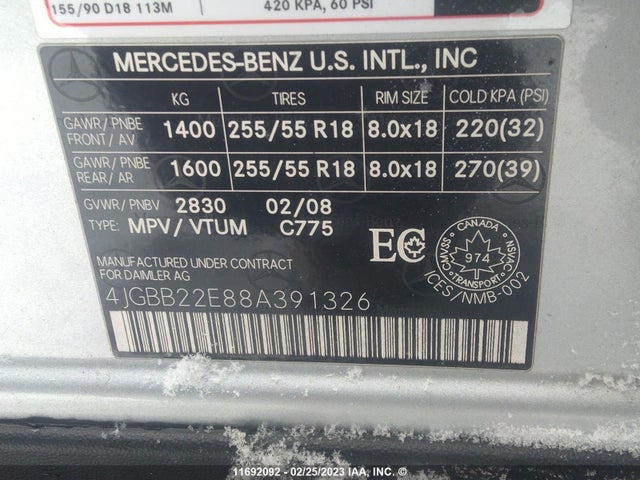 155/90 D18 113M 420 KPA, 60 PSI
MERCEDES-BENZ U.S. INTL., INC
KG TIRES RIM SIZE COLD KPA (PSI)
GAWR/PNBE FRONT/AV 1400 255/55 R18 8.0x18 220(32)
GAWR/PNBE REAR/AR 1600 255/55 R18 8.0x18 270(39)
GVWR/PNBV 2830 02/08
TYPE: MPV/VTUM C775
EC
CANADA
CMVSS NSVAC
974
TRANSPORT
ICES/NMB-002
MANUFACTURED UNDER CONTRACT
FOR DAIMLER AG
4JGBB22E88A391326
11692092 - 02/25/2023 IAA, Inc. ©